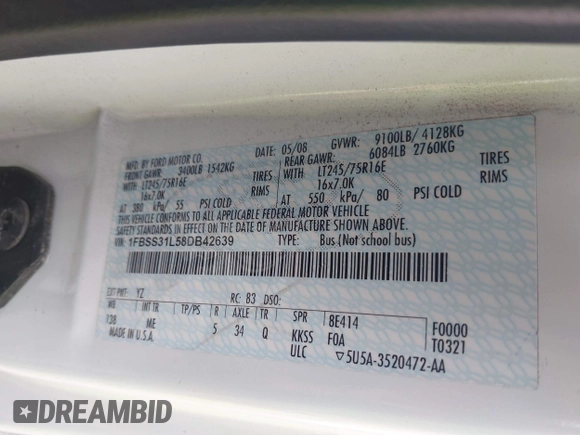 MFD. BY FORD MOTOR CO.
DATE: 05/08 GVWR: 9100LB/ 4128KG
FRONT GAWR: 3400LB 1542KG
REAR GAWR: 6084LB 2760KG
WITH LT245/75R16E TIRES
WITH LT245/75R16E TIRES
16x7.0K RIMS
16x7.0K RIMS
AT 380 kPa/ 55 PSI COLD
AT 550 kPa/ 80 PSI COLD
THIS VEHICLE CONFORMS TO ALL APPLICABLE FEDERAL MOTOR VEHICLE
SAFETY STANDARDS IN EFFECT ON THE DATE OF MANUFACTURE SHOWN ABOVE.
VIN: 1FBSS31L58DB42639 TYPE: Bus (Not school bus)
EXT PNT: YZ RC: 83 DSO:
WB INT TR TP/PS R AXLE TR SPR
138 ME 5 34 Q KKSS
8E414 F0000
FOA T0321
MADE IN U.S.A. ULC ▽5U5A-3520472-AA
DREAMBID